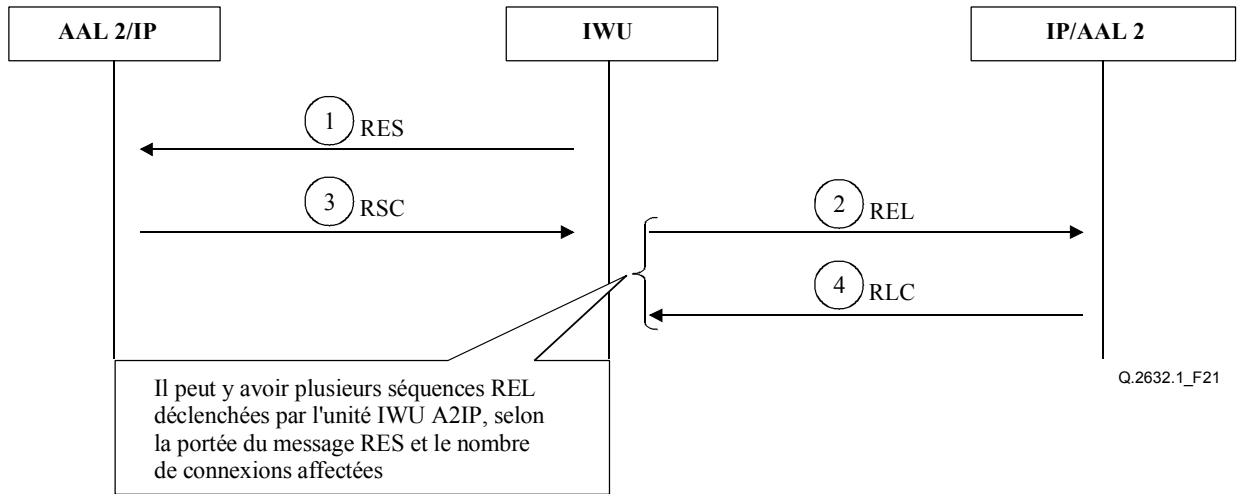 AAL 2/IP
IWU
IP/AAL 2
1 RES
3 RSC
2 REL
4 RLC
Q.2632.1_F21
Il peut y avoir plusieurs séquences REL
déclenchées par l'unité IWU A2IP, selon
la portée du message RES et le nombre
de connexions affectées